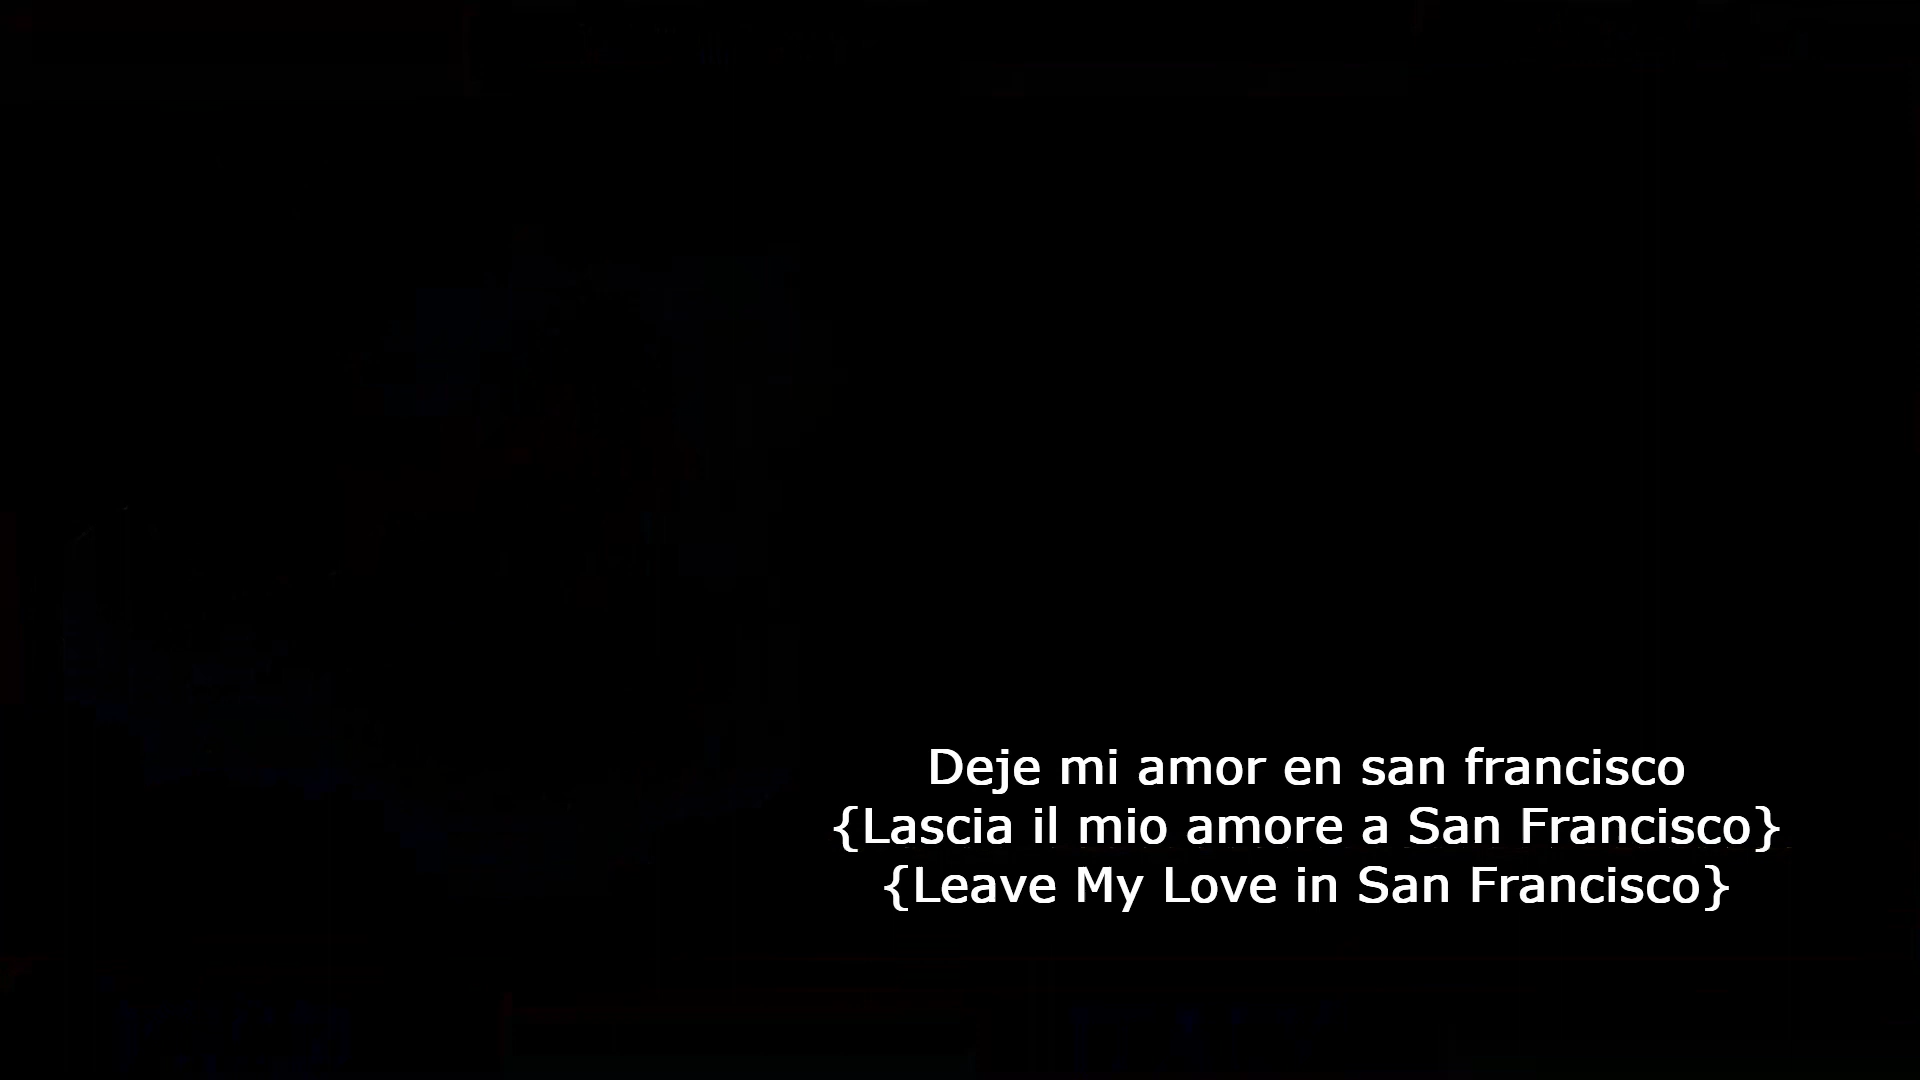 Deje mi amor en san francisco
{Lascia il mio amore a San Francisco}
{Leave My Love in San Francisco}